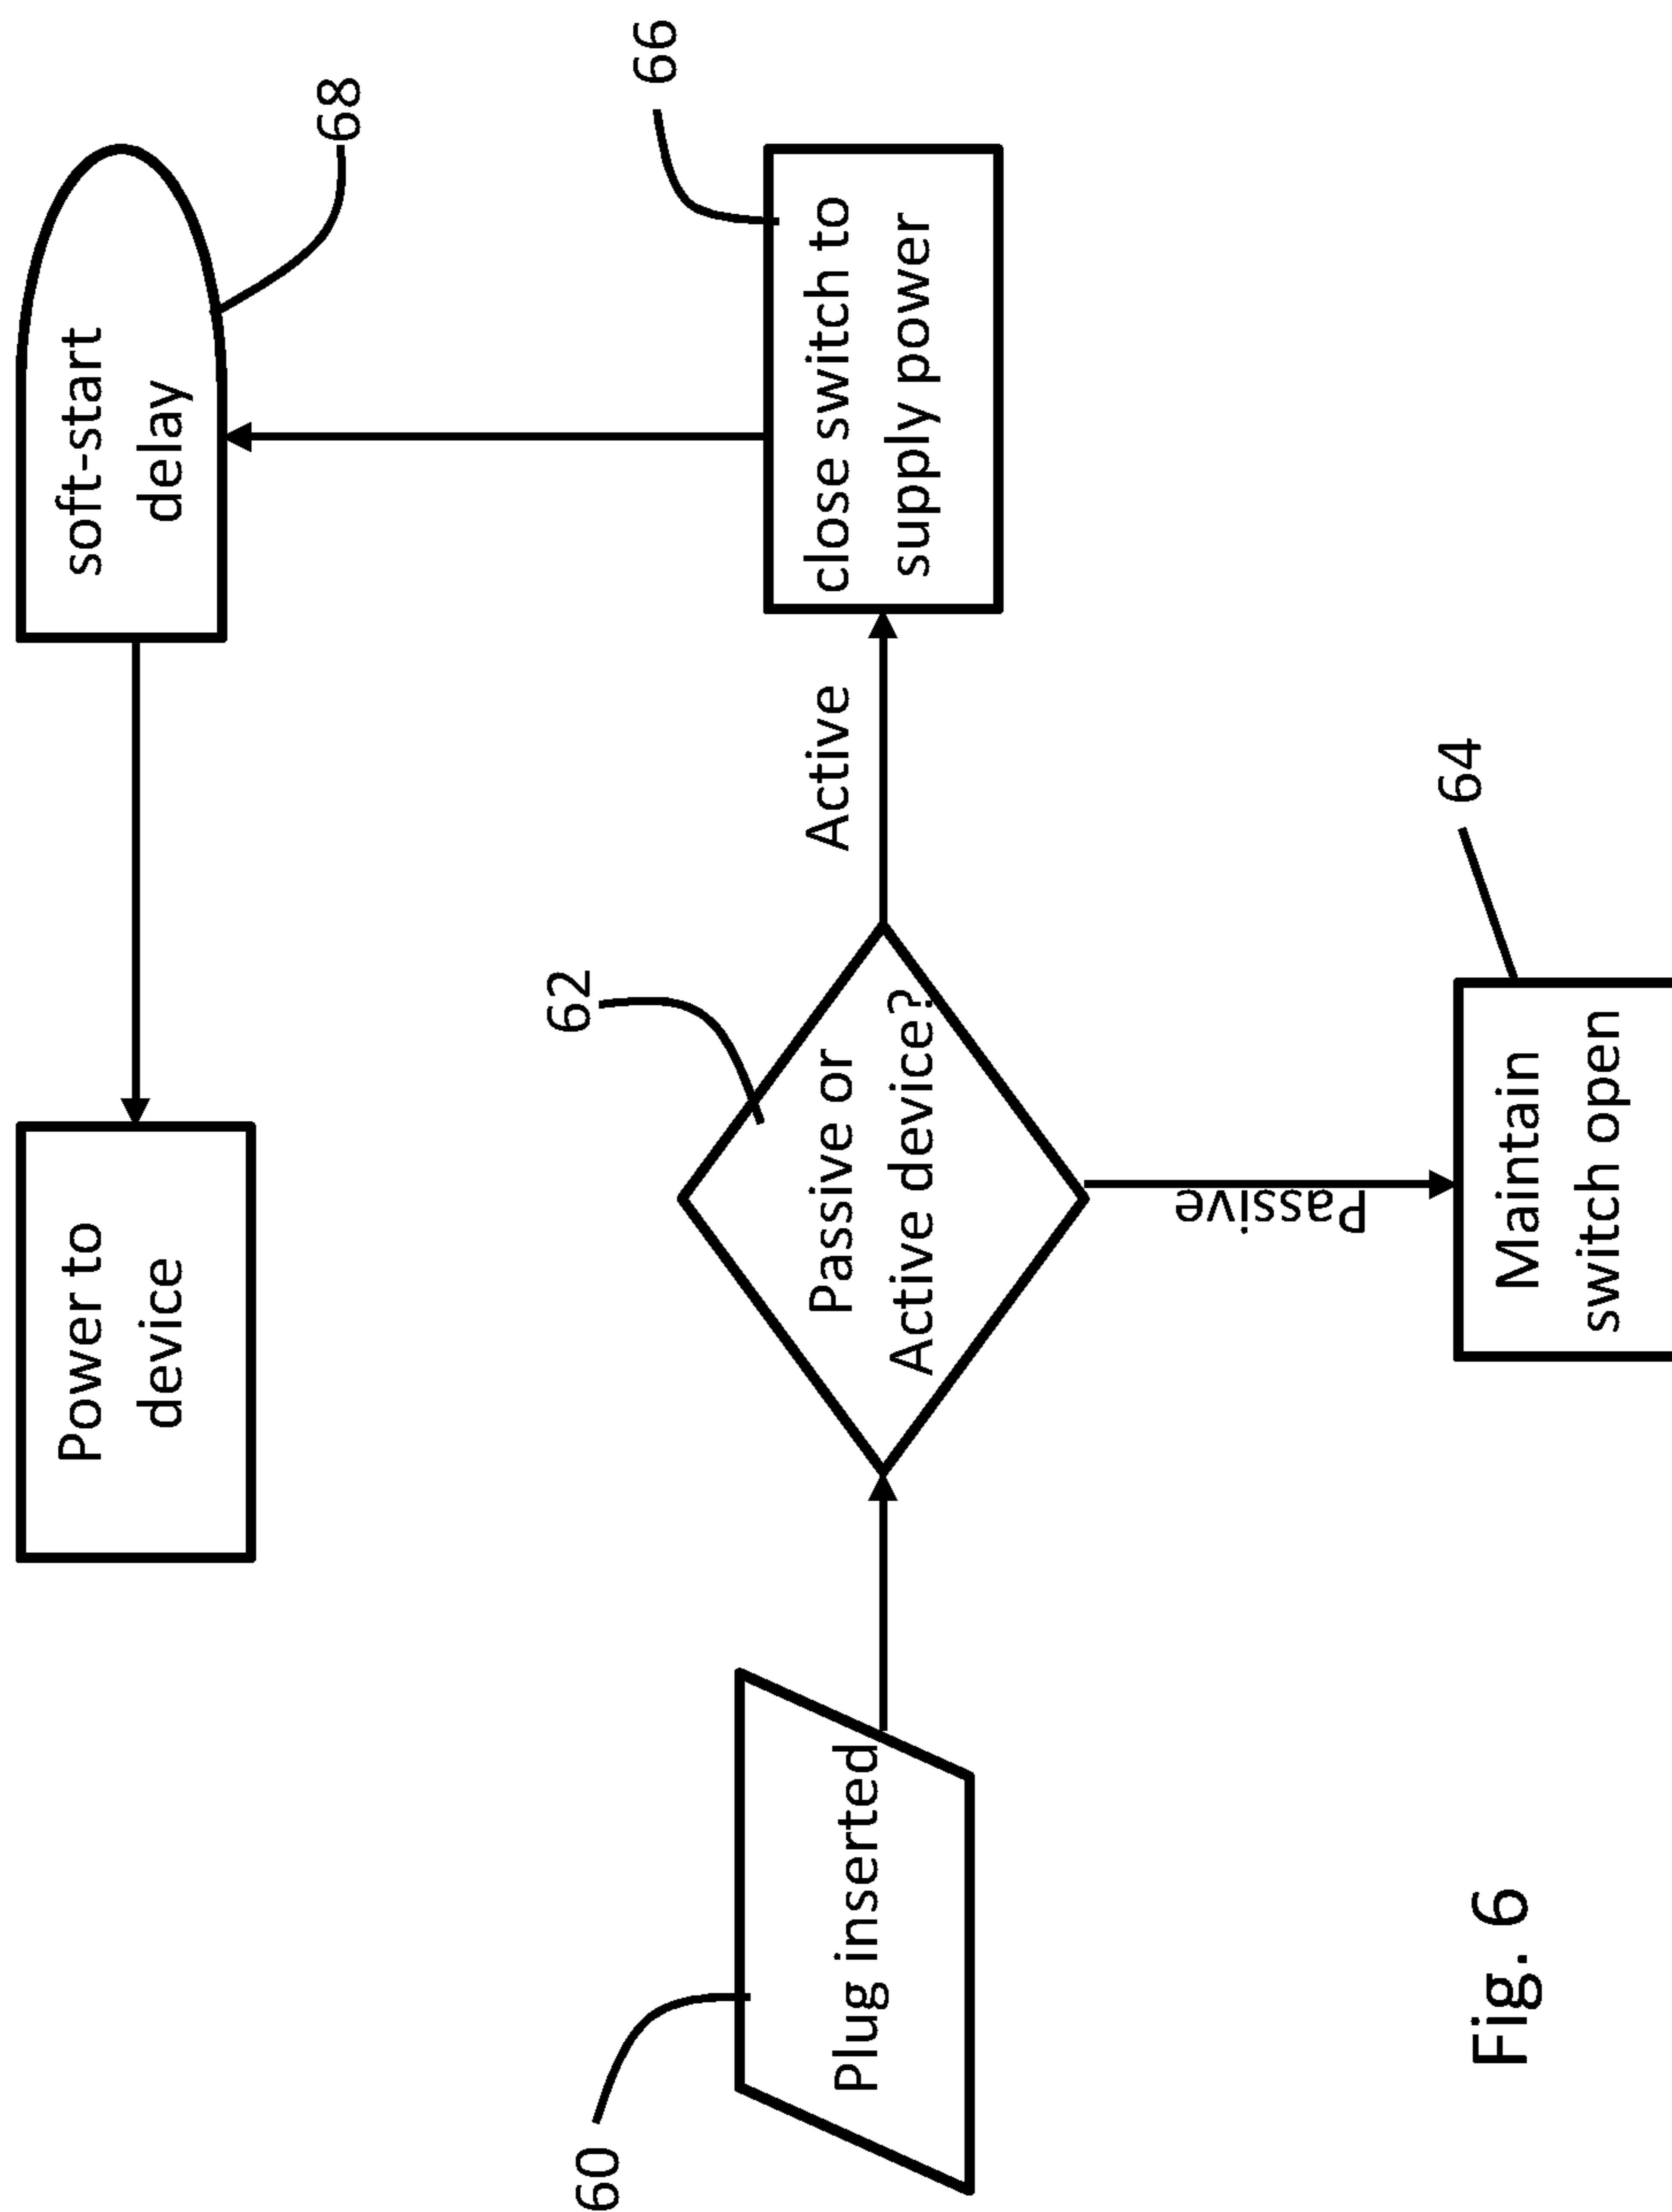 Power to
device
soft-start
delay
68
60
Plug inserted
62
Passive or
Active device?
Active
66
close switch to
supply power
Passive
64
Maintain
switch open
Fig. 6